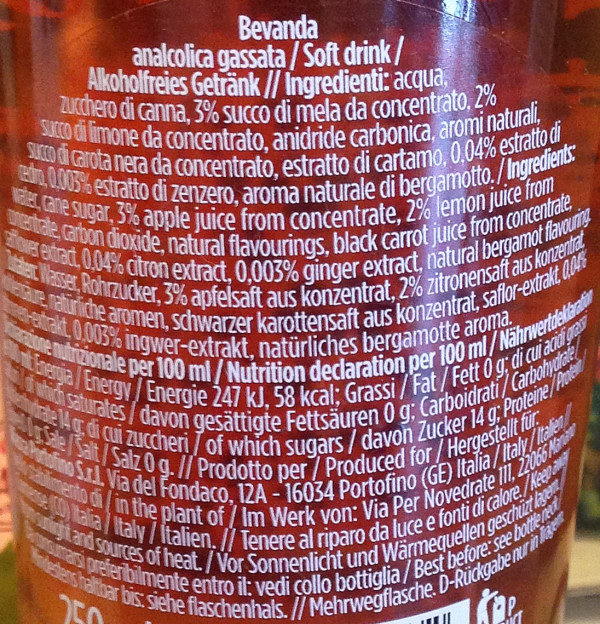 Bevanda
analcolica gassata / Soft drink /
Alkoholfreies Getränk // Ingredienti: acqua,
zucchero di canna, 3% succo di mela da concentrato, 2%
succo di limone da concentrato, anidride carbonica, aromi naturali,
succo di carota nera da concentrato, estratto di cartamo, 0,04% estratto di
cedro, 0,003% estratto di zenzero, aroma naturale di bergamotto. / Ingredients:
water, cane sugar, 3% apple juice from concentrate, 2% lemon juice from
concentrate, carbon dioxide, natural flavourings, black carrot juice from concentrate,
safflower extract, 0,04% citron extract, 0,003% ginger extract, natural bergamot flavouring.
Wasser, Rohrzucker, 3% apfelsaft aus konzentrat, 2% zitronensaft aus konzentrat,
natürliche aromen, schwarzer karottensaft aus konzentrat, saflor-extrakt, 0,04%
0,003% ingwer-extrakt, natürliches bergamotte aroma.
nutrizionale per 100 ml / Nutrition declaration per 100 ml / Nährwertdeklaration
ml Energia / Energy / Energie 247 kJ, 58 kcal; Grassi / Fat / Fett 0 g; di cui acidi grassi
of which saturates / davon gesättigte Fettsäuren 0 g; Carboidrati / Carbohydrate /
14 g; di cui zuccheri / of which sugars / davon Zucker 14 g; Proteine / Protein /
Sale / Salt / Salz 0 g. // Prodotto per / Produced for / Hergestellt für:
Portofino S.r.l. Via del Fondaco, 12A - 16034 Portofino (GE) Italia / Italy / Italien //
stabilimento di / in the plant of / Im Werk von: Via Per Novedrate 111, 22066 Mariano
(CO) Italia / Italy / Italien. // Tenere al riparo da luce e fonti di calore. / Keep away
sunlight and sources of heat. / Vor Sonnenlicht und Wärmequellen geschüzt lagern.
consumarsi preferibilmente entro il: vedi collo bottiglia / Best before: see bottle neck
Mindestens haltbar bis: siehe flaschenhals. // Mehrwegflasche. D-Rückgabe nur in
250
P